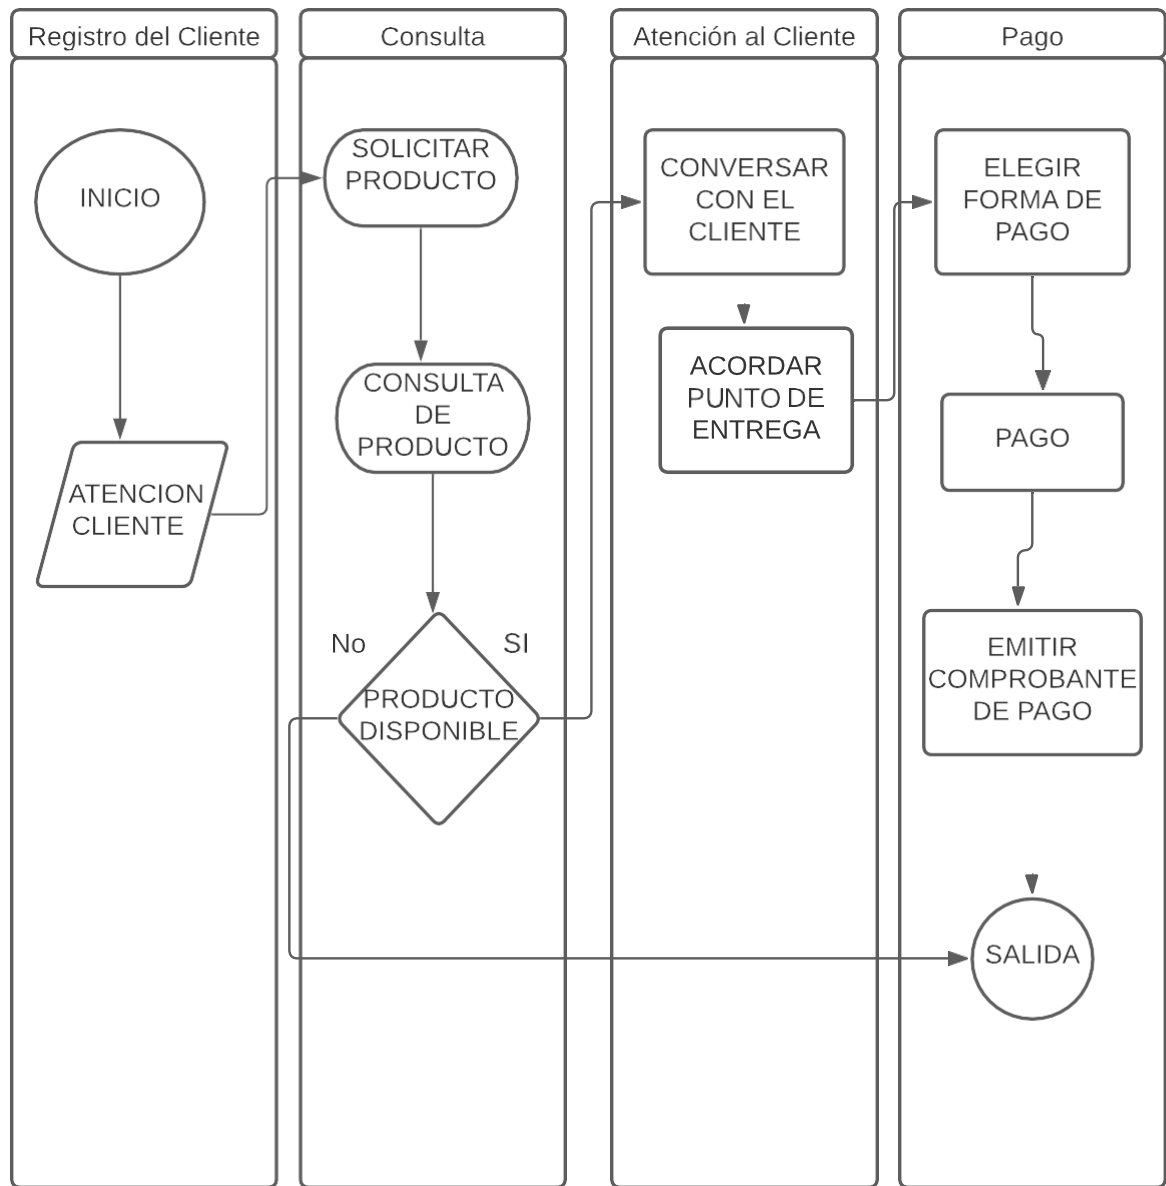 Registro del Cliente
Consulta
Atención al Cliente
Pago
INICIO
ATENCION
CLIENTE
SOLICITAR
PRODUCTO
CONSULTA
DE
PRODUCTO
No
SI
PRODUCTO
DISPONIBLE
CONVERSAR
CON EL
CLIENTE
ACORDAR
PUNTO DE
ENTREGA
ELEGIR
FORMA DE
PAGO
PAGO
EMITIR
COMPROBANTE
DE PAGO
SALIDA